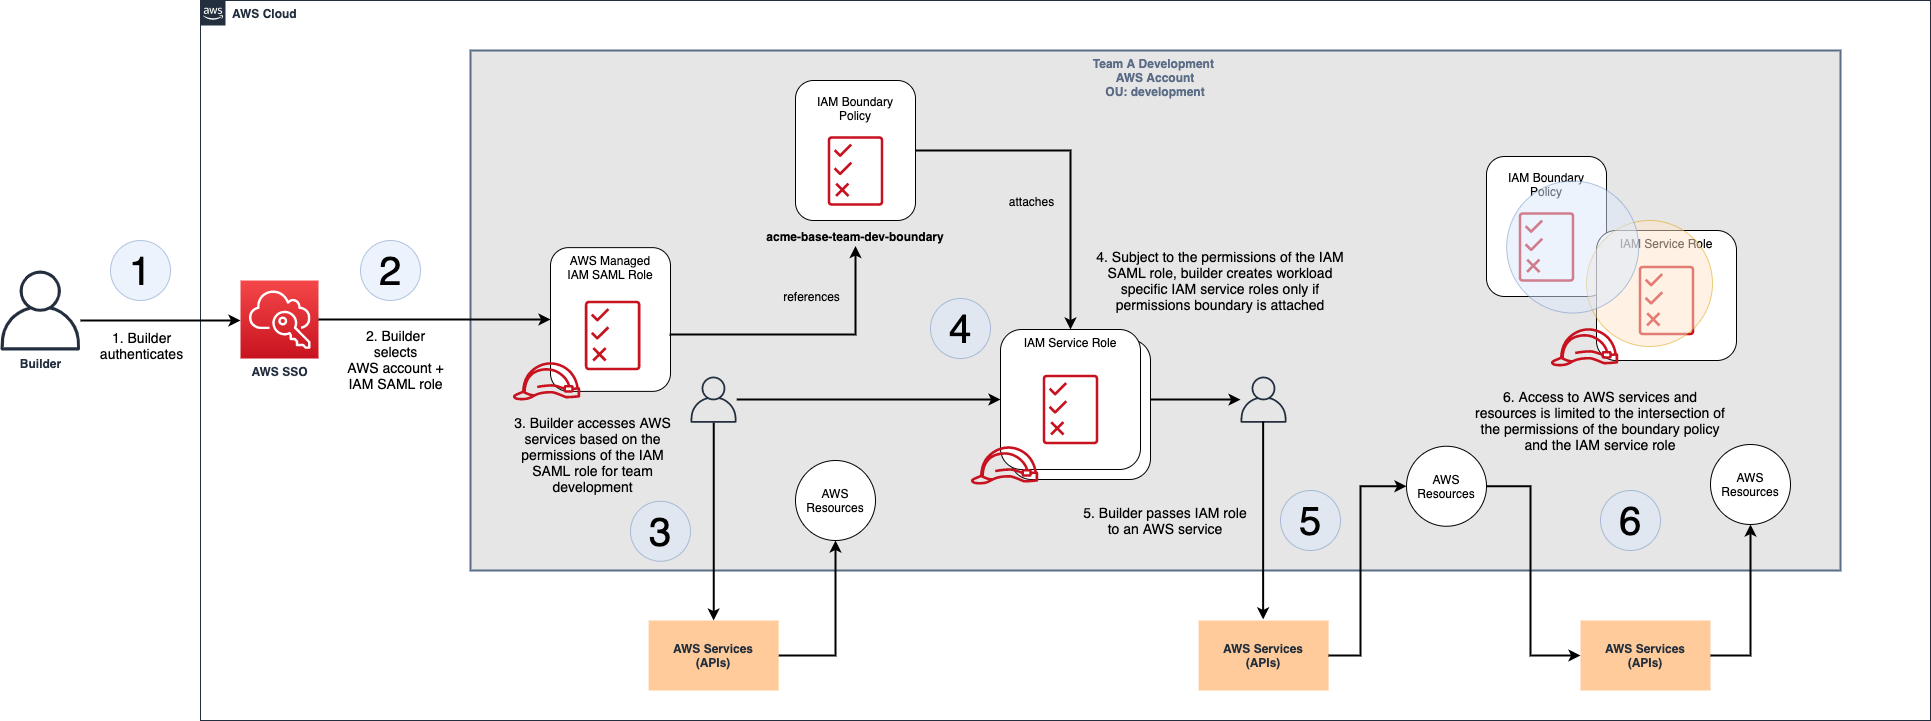 aws
AWS Cloud
Team A Development
AWS Account
OU: development
IAM Boundary
Policy
acme-base-team-dev-boundary
attaches
references
IAM Boundary
Policy
IAM Service Role
1
2
Builder
1. Builder
authenticates
AWS SSO
2. Builder
selects
AWS account +
IAM SAML role
AWS Managed
IAM SAML Role
3. Builder accesses AWS
services based on the
permissions of the IAM
SAML role for team
development
3
AWS
Resources
AWS Services
(APIs)
4
4. Subject to the permissions of the IAM
SAML role, builder creates workload
specific IAM service roles only if
permissions boundary is attached
IAM Service Role
5. Builder passes IAM role
to an AWS service
5
AWS Services
(APIs)
AWS
Resources
6. Access to AWS services and
resources is limited to the intersection of
the permissions of the boundary policy
and the IAM service role
6
AWS
Resources
AWS Services
(APIs)